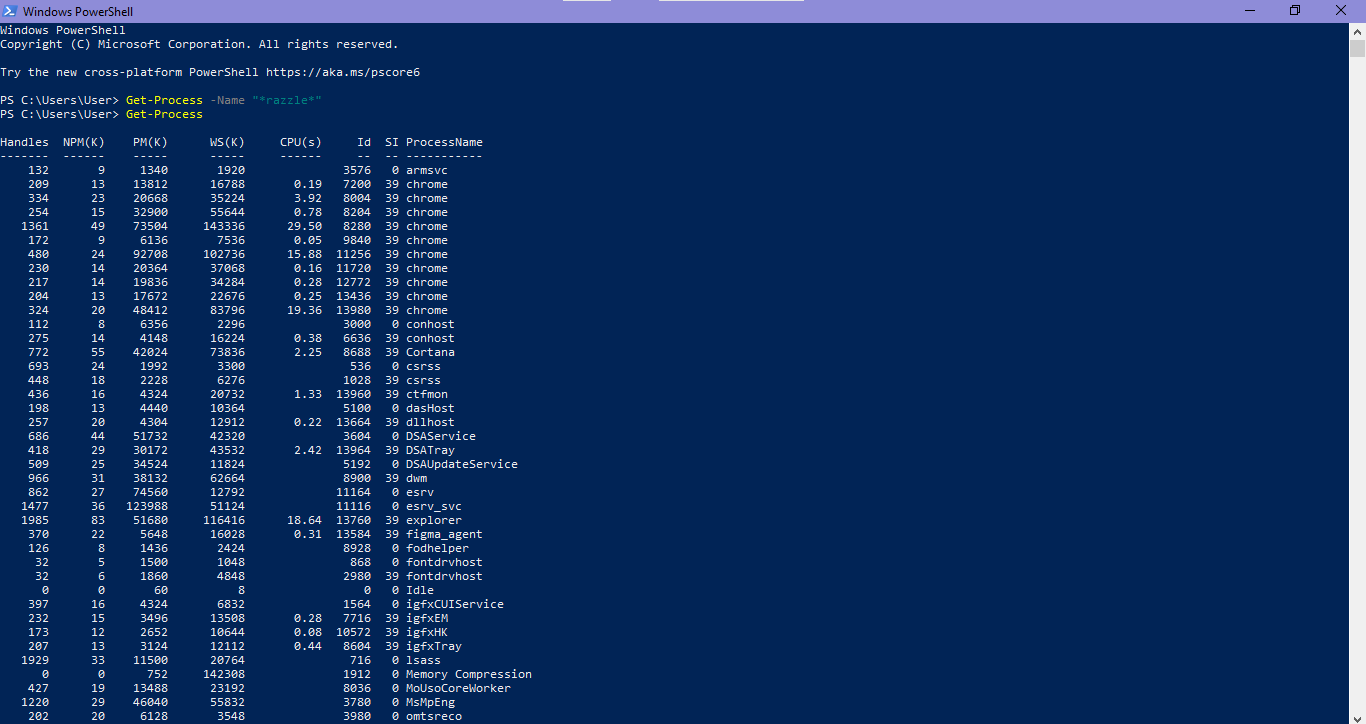 Windows PowerShell
Windows PowerShell
Copyright (C) Microsoft Corporation. All rights reserved.
Try the new cross-platform PowerShell https://aka.ms/pscore6
PS C:\Users\User> Get-Process -Name "*razzle*"
PS C:\Users\User> Get-Process
Handles NPM(K) PM(K) WS(K) CPU(s) Id SI ProcessName
------- ------ ----- ----- ------ -- -- -----------
132 9 1340 1920 3576 0 armsvc
209 13 13812 16788 0.19 7200 39 chrome
334 23 20668 35224 3.92 8004 39 chrome
254 15 32900 55644 0.78 8204 39 chrome
1361 49 73504 143336 29.50 8280 39 chrome
172 9 6136 7536 0.05 9840 39 chrome
480 24 92708 102736 15.88 11256 39 chrome
230 14 20364 37068 0.16 11720 39 chrome
217 14 19836 34284 0.28 12772 39 chrome
204 13 17672 22676 0.25 13436 39 chrome
324 20 48412 83796 19.36 13980 39 chrome
112 8 6356 2296 3000 0 conhost
275 14 4148 16224 0.38 6636 39 conhost
772 55 42024 73836 2.25 8688 39 Cortana
693 24 1992 3300 536 0 csrss
448 18 2228 6276 1028 39 csrss
436 16 4324 20732 1.33 13960 39 ctfmon
198 13 4440 10364 5100 0 dasHost
257 20 4304 12912 0.22 13664 39 dllhost
686 44 51732 42320 3604 0 DSAService
418 29 30172 43532 2.42 13964 39 DSATray
509 25 34524 11824 5192 0 DSAUpdateService
966 31 38132 62664 8900 39 dwm
862 27 74560 12792 11164 0 esrv
1477 36 123988 51124 11116 0 esrv_svc
1985 83 51680 116416 18.64 13760 39 explorer
370 22 5648 16028 0.31 13584 39 figma_agent
126 8 1436 2424 8928 0 fodhelper
32 5 1500 1048 868 0 fontdrvhost
32 6 1860 4848 2980 39 fontdrvhost
0 0 60 8 0 0 Idle
397 16 4324 6832 1564 0 igfxCUIService
232 15 3496 13508 0.28 7716 39 igfxEM
173 12 2652 10644 0.08 10572 39 igfxHK
207 13 3124 12112 0.44 8604 39 igfxTray
1929 33 11500 20764 716 0 lsass
0 0 752 142308 1912 0 Memory Compression
427 19 13488 23192 8036 0 MoUsoCoreWorker
1220 29 46040 55832 3780 0 MsMpEng
202 20 6128 3548 3980 0 omtsreco